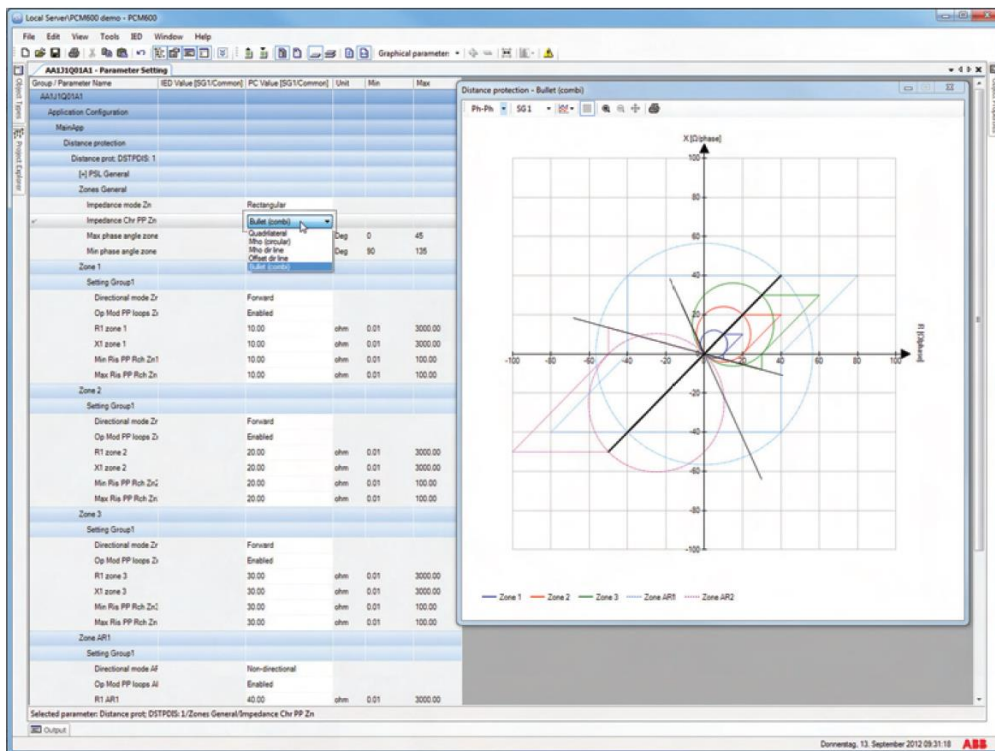 Local Server\PCM600 demo - PCM600
File Edit View Tools IED Window Help
Graphical parameter:
AA1J1Q01A1 - Parameter Setting
Group / Parameter Name IED Value [SG1/Common] PC Value [SG1/Common] Unit Min Max
AA1J1Q01A1
Application Configuration
MainApp
Distance protection
Distance prot; DSTPDIS: 1
[+] PSL General
Zones General
Impedance mode Zn Rectangular
Impedance Chr PP Zn Bullet (combi)
Quadrilateral
Mho (circular)
Mho dir line
Offset dir line
Bullet (combi)
Max phase angle zone Deg 0 45
Min phase angle zone Deg 90 135
Zone 1
Setting Group1
Directional mode Zr Forward
Op Mod PP loops Zi Enabled
R1 zone 1 10.00 ohm 0.01 3000.00
X1 zone 1 10.00 ohm 0.01 3000.00
Min Ris PP Rch Zn1 10.00 ohm 0.01 100.00
Max Ris PP Rch Zn 10.00 ohm 0.01 100.00
Zone 2
Setting Group1
Directional mode Zr Forward
Op Mod PP loops Zi Enabled
R1 zone 2 20.00 ohm 0.01 3000.00
X1 zone 2 20.00 ohm 0.01 3000.00
Min Ris PP Rch Zn2 20.00 ohm 0.01 100.00
Max Ris PP Rch Zn 20.00 ohm 0.01 100.00
Zone 3
Setting Group1
Directional mode Zr Forward
Op Mod PP loops Zi Enabled
R1 zone 3 30.00 ohm 0.01 3000.00
X1 zone 3 30.00 ohm 0.01 3000.00
Min Ris PP Rch Zn3 30.00 ohm 0.01 100.00
Max Ris PP Rch Zn 30.00 ohm 0.01 100.00
Zone AR1
Setting Group1
Directional mode AF Non-directional
Op Mod PP loops AI Enabled
R1 AR1 40.00 ohm 0.01 3000.00
Object Types
Project Explorer
Distance protection - Bullet (combi)
Ph-Ph SG1
X [Ω/phase]
100
80
60
40
20
-100 -80 -60 -40 -20 0 20 40 60 80 100
R [Ω/phase]
-20
-40
-60
-80
-100
Zone 1 Zone 2 Zone 3 Zone AR1 Zone AR2
Selected parameter: Distance prot; DSTPDIS: 1/Zones General/Impedance Chr PP Zn
Output
Donnerstag, 13. September 2012 09:31:18 ABB